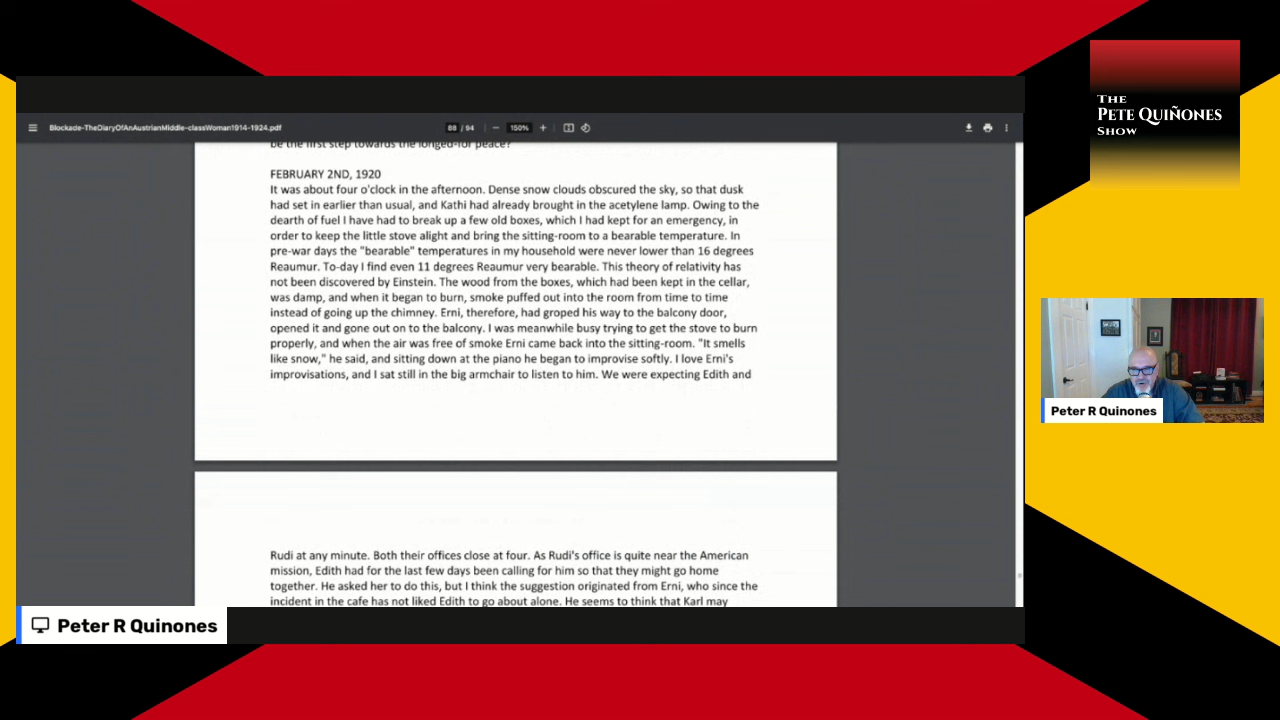 THE
PETE QUIÑONES
SHOW
Blockade-TheDiaryOfAnAustrianMiddle-classWoman1914-1924.pdf
88 / 94
150%
be the first step towards the longed-for peace?
FEBRUARY 2ND, 1920
It was about four o'clock in the afternoon. Dense snow clouds obscured the sky, so that dusk
had set in earlier than usual, and Kathi had already brought in the acetylene lamp. Owing to the
dearth of fuel I have had to break up a few old boxes, which I had kept for an emergency, in
order to keep the little stove alight and bring the sitting-room to a bearable temperature. In
pre-war days the "bearable" temperatures in my household were never lower than 16 degrees
Reaumur. To-day I find even 11 degrees Reaumur very bearable. This theory of relativity has
not been discovered by Einstein. The wood from the boxes, which had been kept in the cellar,
was damp, and when it began to burn, smoke puffed out into the room from time to time
instead of going up the chimney. Erni, therefore, had groped his way to the balcony door,
opened it and gone out on to the balcony. I was meanwhile busy trying to get the stove to burn
properly, and when the air was free of smoke Erni came back into the sitting-room. "It smells
like snow," he said, and sitting down at the piano he began to improvise softly. I love Erni's
improvisations, and I sat still in the big armchair to listen to him. We were expecting Edith and
Rudi at any minute. Both their offices close at four. As Rudi's office is quite near the American
mission, Edith had for the last few days been calling for him so that they might go home
together. He asked her to do this, but I think the suggestion originated from Erni, who since the
incident in the cafe has not liked Edith to go about alone. He seems to think that Karl may
Peter R Quinones
Peter R Quinones